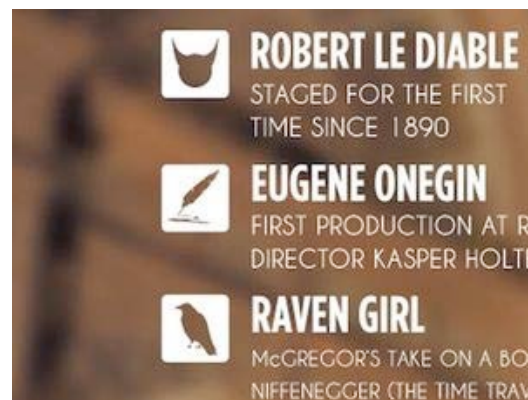 ROBERT LE DIABLE
STAGED FOR THE FIRST
TIME SINCE 1890
EUGENE ONEGIN
FIRST PRODUCTION AT
DIRECTOR KASPER
RAVEN GIRL
McGREGOR'S TAKE ON A
NIFFENEGGER (THE TIME